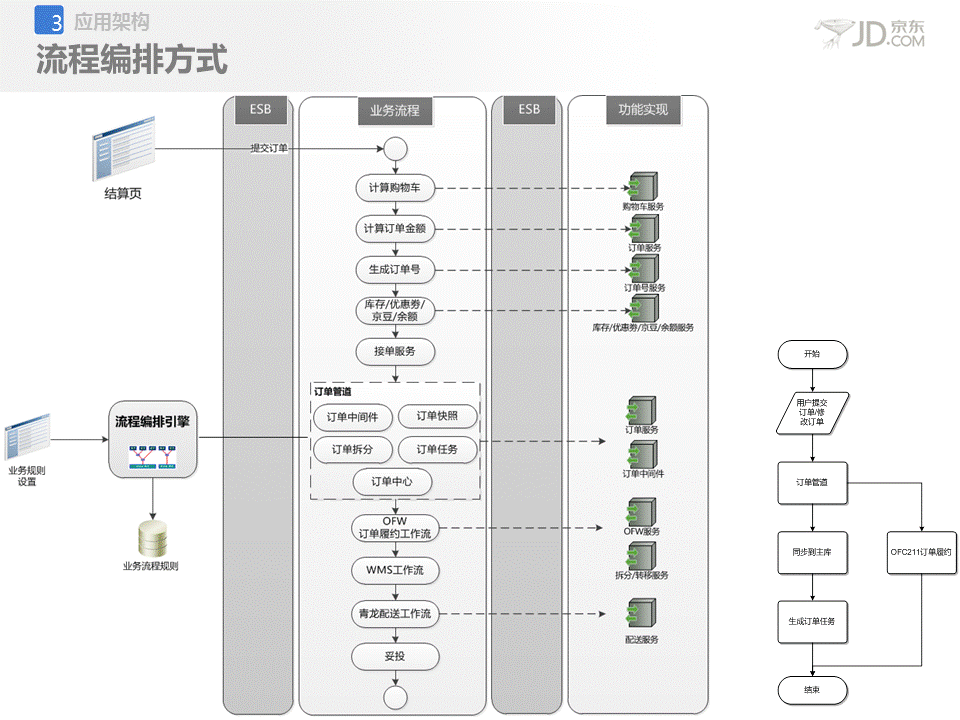 3 应用架构
流程编排方式
JD 京东
.COM
ESB
业务流程
ESB
功能实现
提交订单
结算页
计算购物车
购物车服务
计算订单金额
订单服务
生成订单号
订单号服务
库存/优惠券/
京豆/余额
库存/优惠券/京豆/余额服务
接单服务
订单管道
订单中间件
订单快照
订单拆分
订单任务
订单中心
订单服务
订单中间件
流程编排引擎
业务规则
设置
业务流程规则
OFW
订单履约工作流
OFW服务
WMS工作流
拆分/转移服务
青龙配送工作流
配送服务
妥投
开始
用户提交
订单/修
改订单
订单管道
同步到主库
OFC211订单履约
生成订单任务
结束